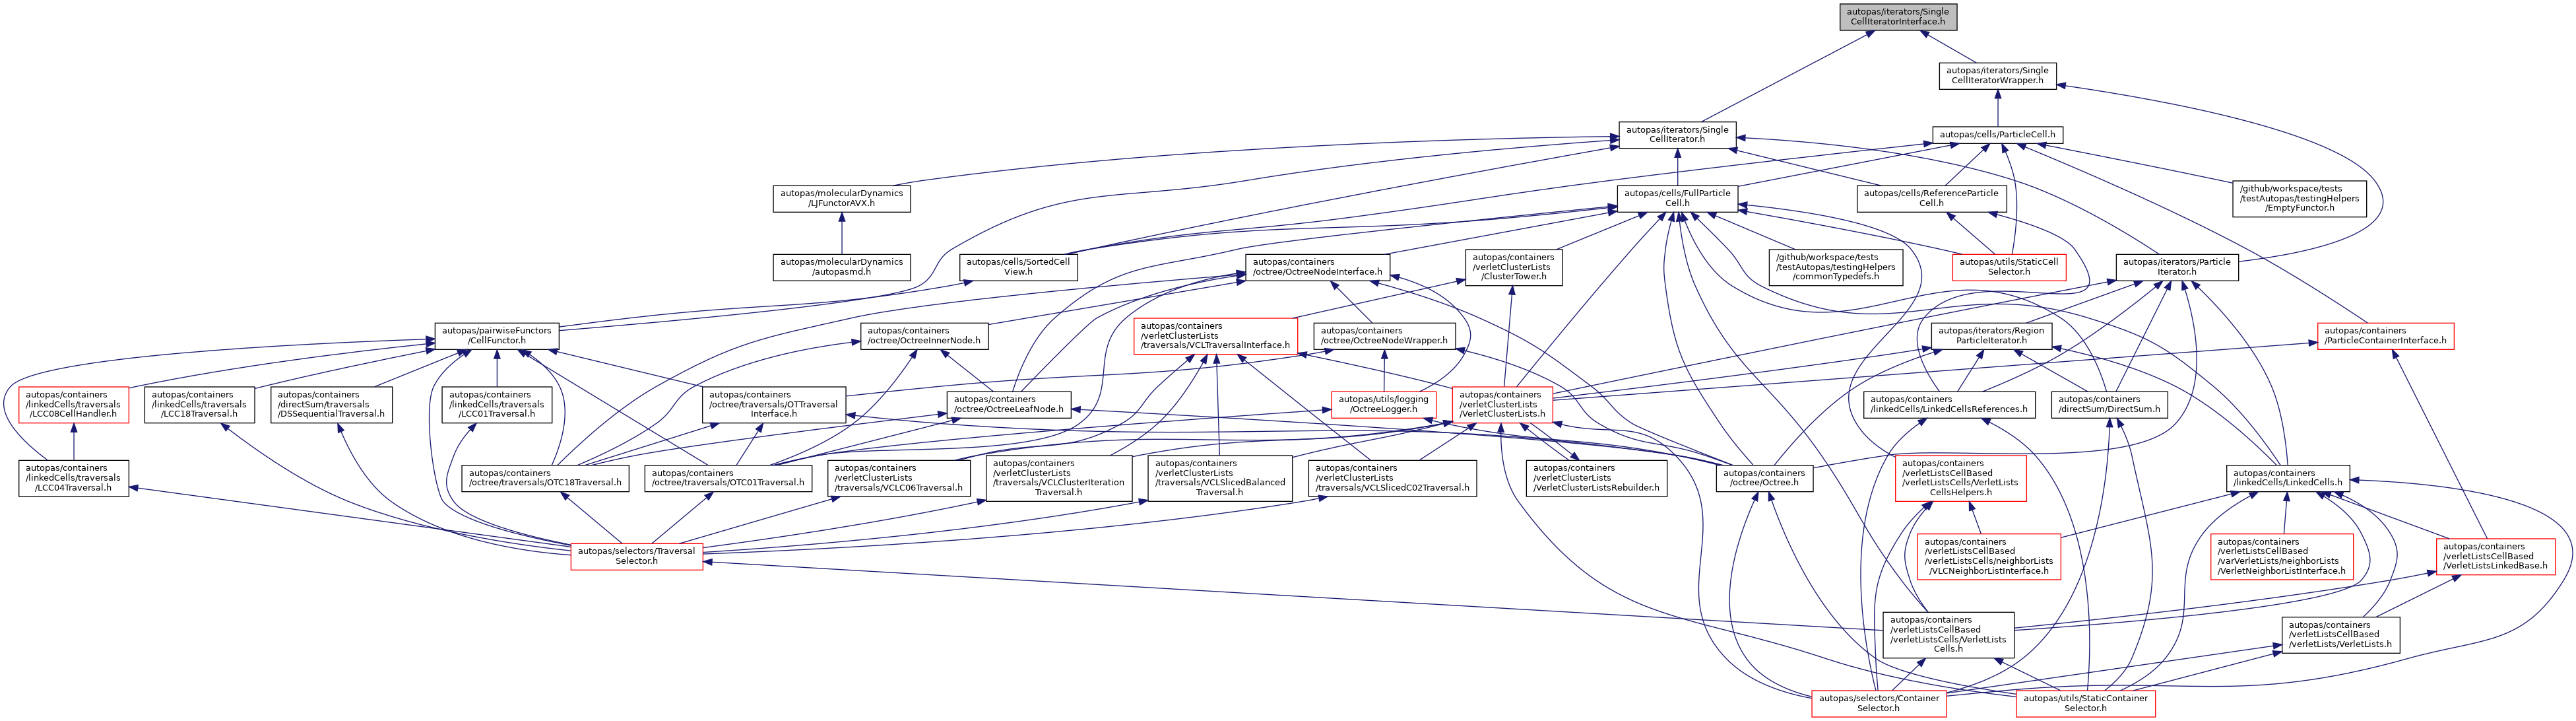 autopas/iterators/Single
CellIteratorInterface.h
autopas/iterators/Single
CellIteratorWrapper.h
autopas/iterators/Single
CellIterator.h
autopas/cells/ParticleCell.h
autopas/molecularDynamics
/LJFunctorAVX.h
autopas/cells/FullParticle
Cell.h
autopas/cells/ReferenceParticle
Cell.h
/github/workspace/tests
/testAutopas/testingHelpers
/EmptyFunctor.h
autopas/molecularDynamics
/autopasmd.h
autopas/cells/SortedCell
View.h
autopas/containers
/octree/OctreeNodeInterface.h
autopas/containers
/verletClusterLists
/ClusterTower.h
/github/workspace/tests
/testAutopas/testingHelpers
/commonTypedefs.h
autopas/utils/StaticCell
Selector.h
autopas/iterators/Particle
Iterator.h
autopas/pairwiseFunctors
/CellFunctor.h
autopas/containers
/octree/OctreeInnerNode.h
autopas/containers
/verletClusterLists
/traversals/VCLTraversalInterface.h
autopas/containers
/octree/OctreeNodeWrapper.h
autopas/iterators/Region
ParticleIterator.h
autopas/containers
/ParticleContainerInterface.h
autopas/containers
/linkedCells/traversals
/LCC08CellHandler.h
autopas/containers
/linkedCells/traversals
/LCC18Traversal.h
autopas/containers
/directSum/traversals
/DSSequentialTraversal.h
autopas/containers
/linkedCells/traversals
/LCC01Traversal.h
autopas/containers
/octree/traversals/OTTraversal
Interface.h
autopas/containers
/octree/OctreeLeafNode.h
autopas/utils/logging
/OctreeLogger.h
autopas/containers
/verletClusterLists
/VerletClusterLists.h
autopas/containers
/linkedCells/LinkedCellsReferences.h
autopas/containers
/directSum/DirectSum.h
autopas/containers
/linkedCells/traversals
/LCC04Traversal.h
autopas/containers
/octree/traversals/OTC18Traversal.h
autopas/containers
/octree/traversals/OTC01Traversal.h
autopas/containers
/verletClusterLists
/traversals/VCLC06Traversal.h
autopas/containers
/verletClusterLists
/traversals/VCLClusterIteration
Traversal.h
autopas/containers
/verletClusterLists
/traversals/VCLSlicedBalanced
Traversal.h
autopas/containers
/verletClusterLists
/traversals/VCLSlicedC02Traversal.h
autopas/containers
/verletClusterLists
/VerletClusterListsRebuilder.h
autopas/containers
/octree/Octree.h
autopas/containers
/verletListsCellBased
/verletListsCells/VerletLists
CellsHelpers.h
autopas/containers
/linkedCells/LinkedCells.h
autopas/selectors/Traversal
Selector.h
autopas/containers
/verletListsCellBased
/verletListsCells/neighborLists
/VLCNeighborListInterface.h
autopas/containers
/verletListsCellBased
/varVerletLists/neighborLists
/VerletNeighborListInterface.h
autopas/containers
/verletListsCellBased
/VerletListsLinkedBase.h
autopas/containers
/verletListsCellBased
/verletListsCells/VerletLists
Cells.h
autopas/containers
/verletListsCellBased
/verletLists/VerletLists.h
autopas/selectors/Container
Selector.h
autopas/utils/StaticContainer
Selector.h